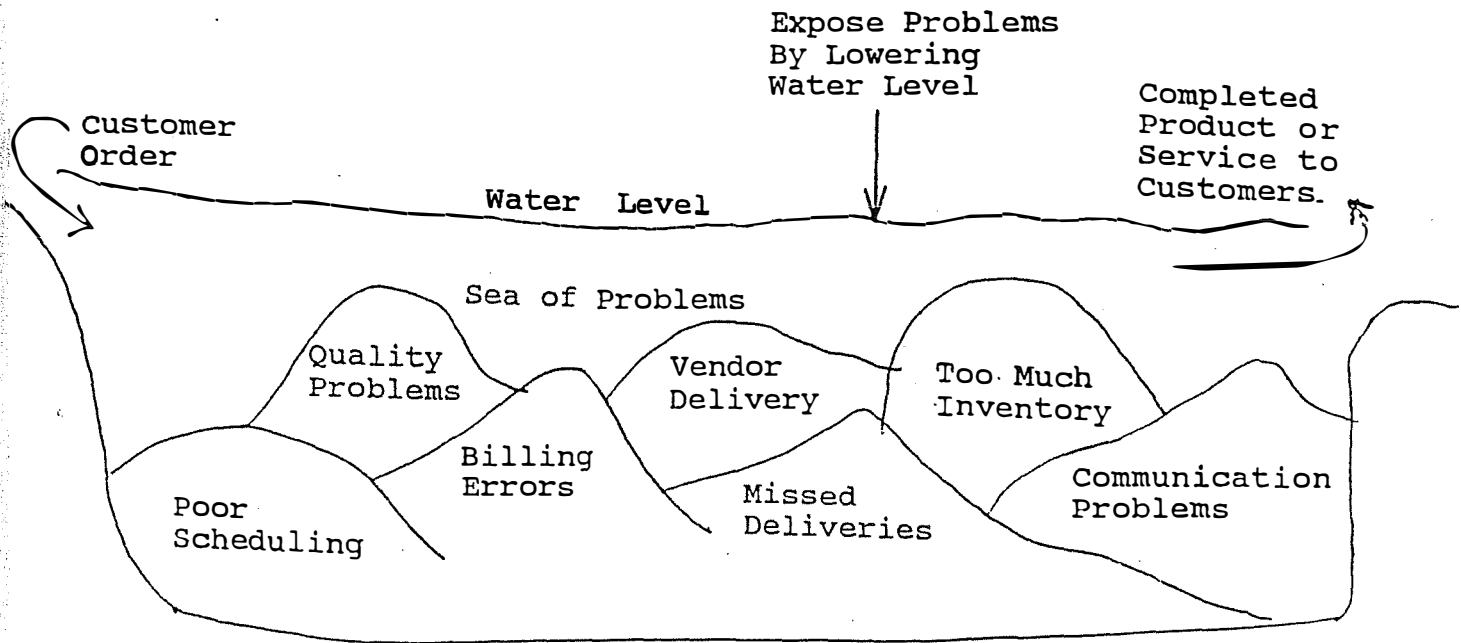 Expose Problems
By Lowering
Water Level
Completed
Product or
Service to
Customers.
Customer
Order
Water Level
Sea of Problems
Quality
Problems
Vendor
Delivery
Too Much
Inventory
Billing
Errors
Communication
Problems
Missed
Deliveries
Poor
Scheduling